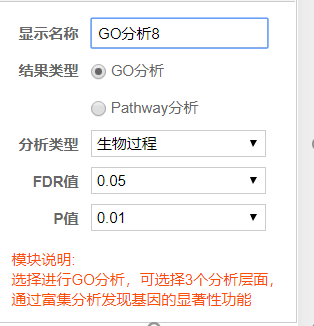 显示名称 GO分析8
结果类型 GO分析
Pathway分析
分析类型 生物过程
FDR值 0.05
P值 0.01
模块说明:
选择进行GO分析，可选择3个分析层面，
通过富集分析发现基因的显著性功能